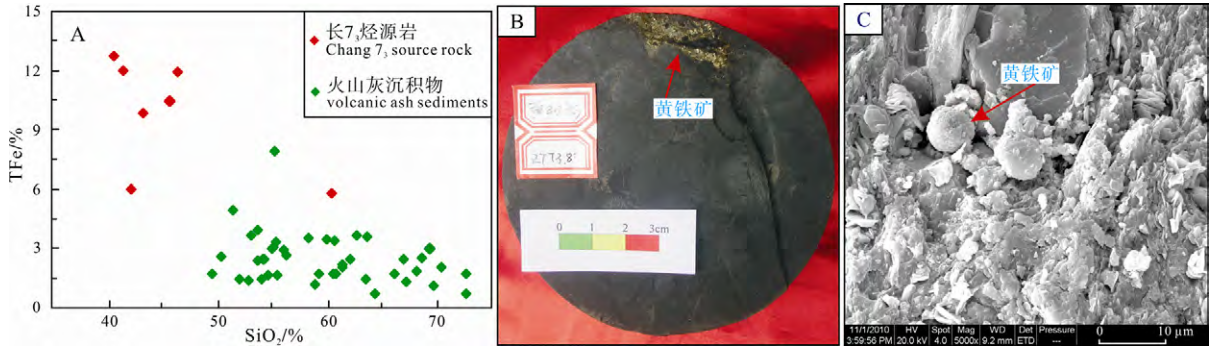 A
长7₃烃源岩
Chang 7₃ source rock
火山灰沉积物
volcanic ash sediments
15
12
9
6
3
0
TFe/%
40
50
60
70
SiO₂/%
B
黄铁矿
0 1 2 3cm
C
黄铁矿
11/1/2010 HV Spot Mag WD Det Pressure
3:59:56 PM 20.0 kV 4.0 5000x 9.2 mm ETD ---
0 10 μm